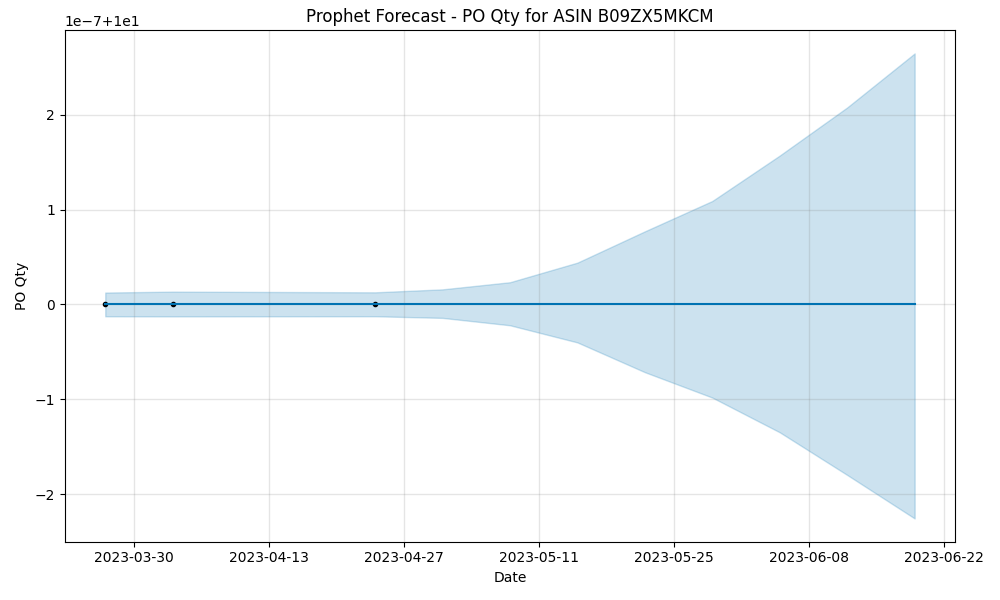 Prophet Forecast - PO Qty for ASIN B09ZX5MKCM
1e−7+1e1
2
1
0
−1
−2
PO Qty
2023-03-30 2023-04-13 2023-04-27 2023-05-11 2023-05-25 2023-06-08 2023-06-22
Date